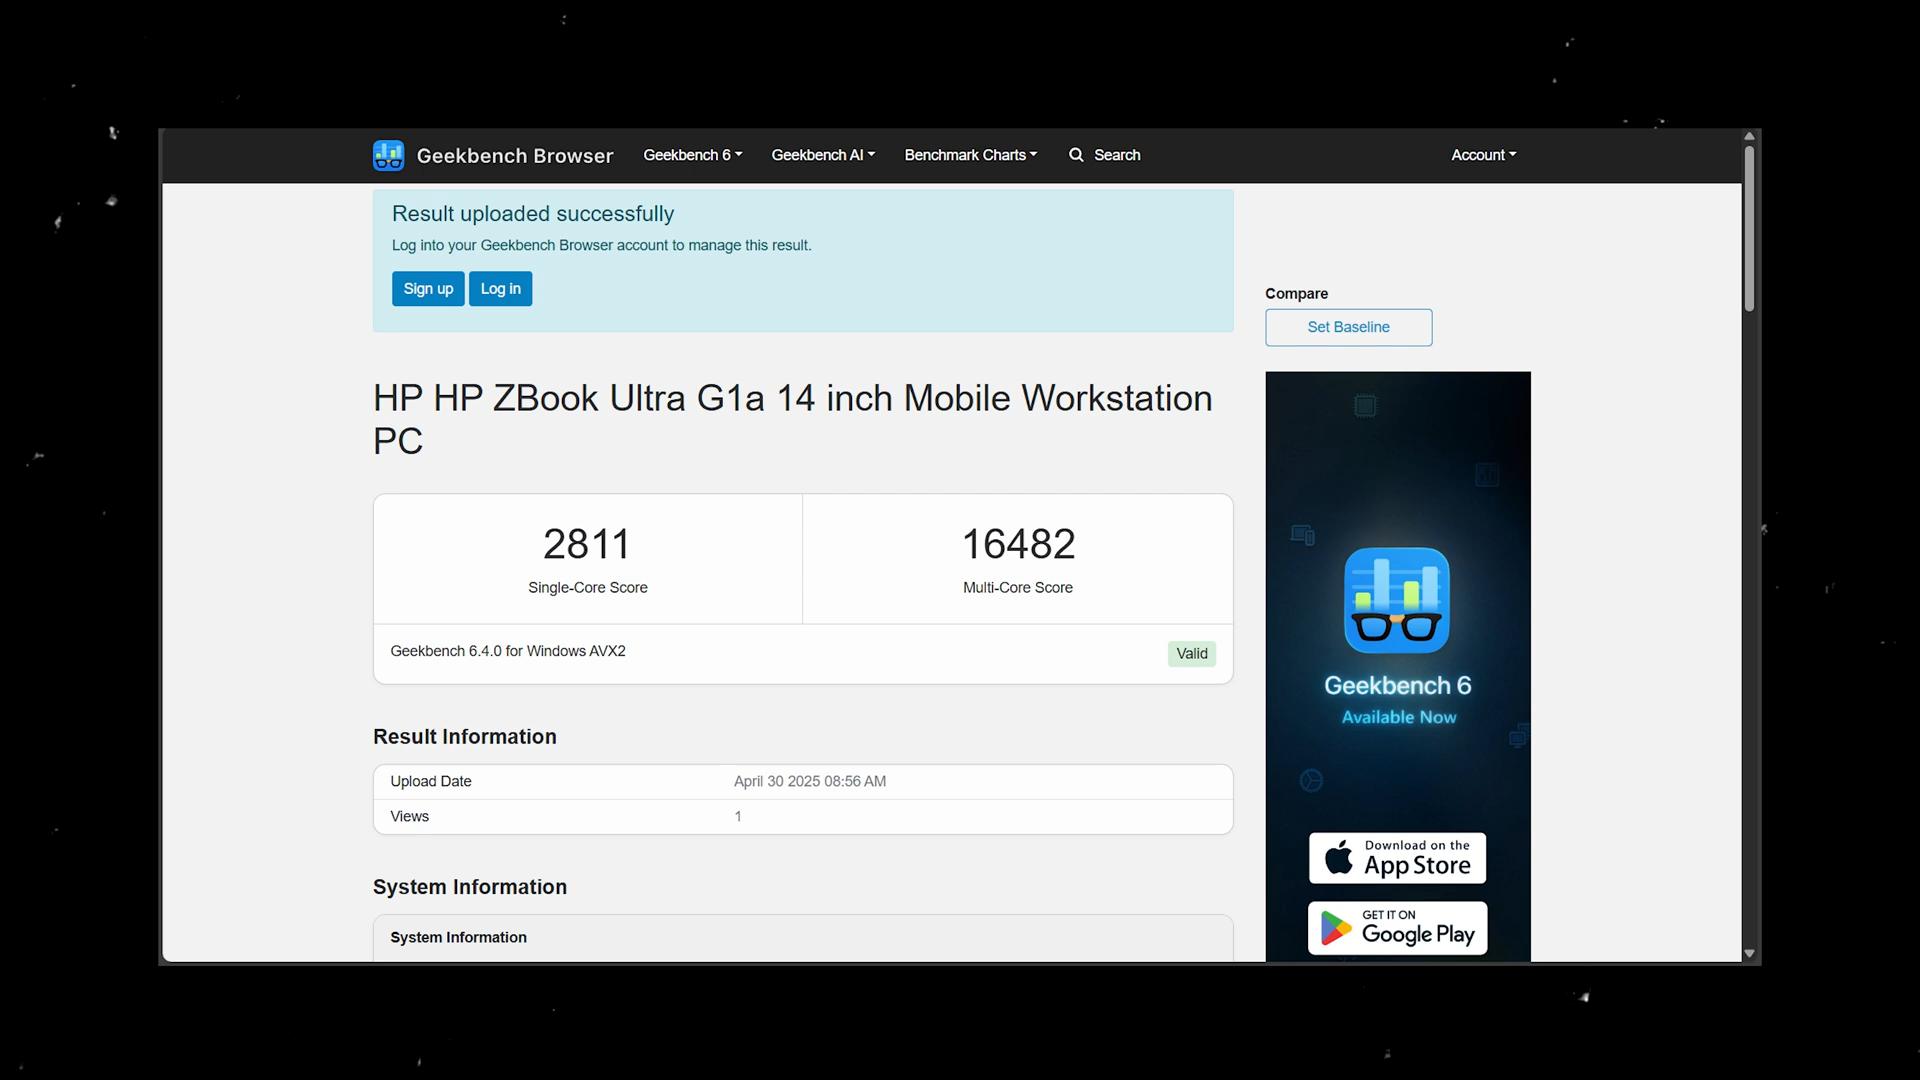 Geekbench Browser Geekbench 6 Geekbench AI Benchmark Charts Search Account
Result uploaded successfully
Log into your Geekbench Browser account to manage this result.
Sign up Log in
Compare
Set Baseline
HP HP ZBook Ultra G1a 14 inch Mobile Workstation
PC
2811 16482
Single-Core Score Multi-Core Score
Geekbench 6.4.0 for Windows AVX2 Valid
Result Information
Upload Date April 30 2025 08:56 AM
Views 1
System Information
System Information
Geekbench 6
Available Now
Download on the
App Store
GET IT ON
Google Play